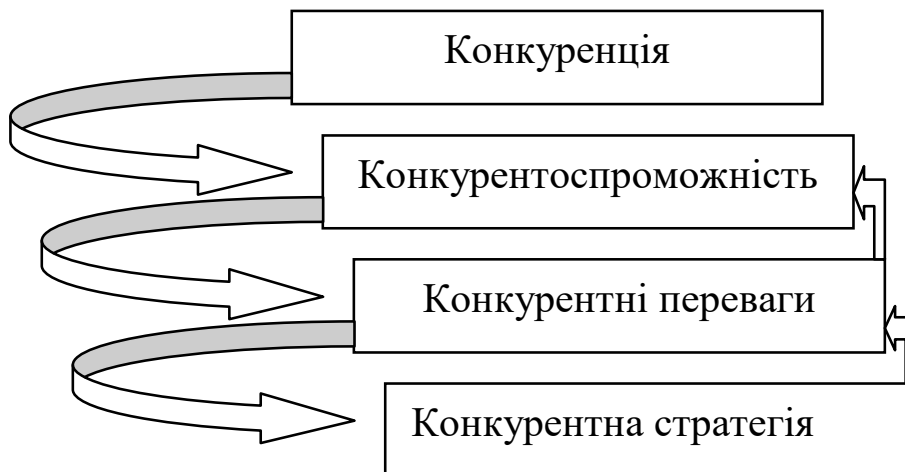 Конкуренція
Конкурентоспроможність
Конкурентні переваги
Конкурентна стратегія